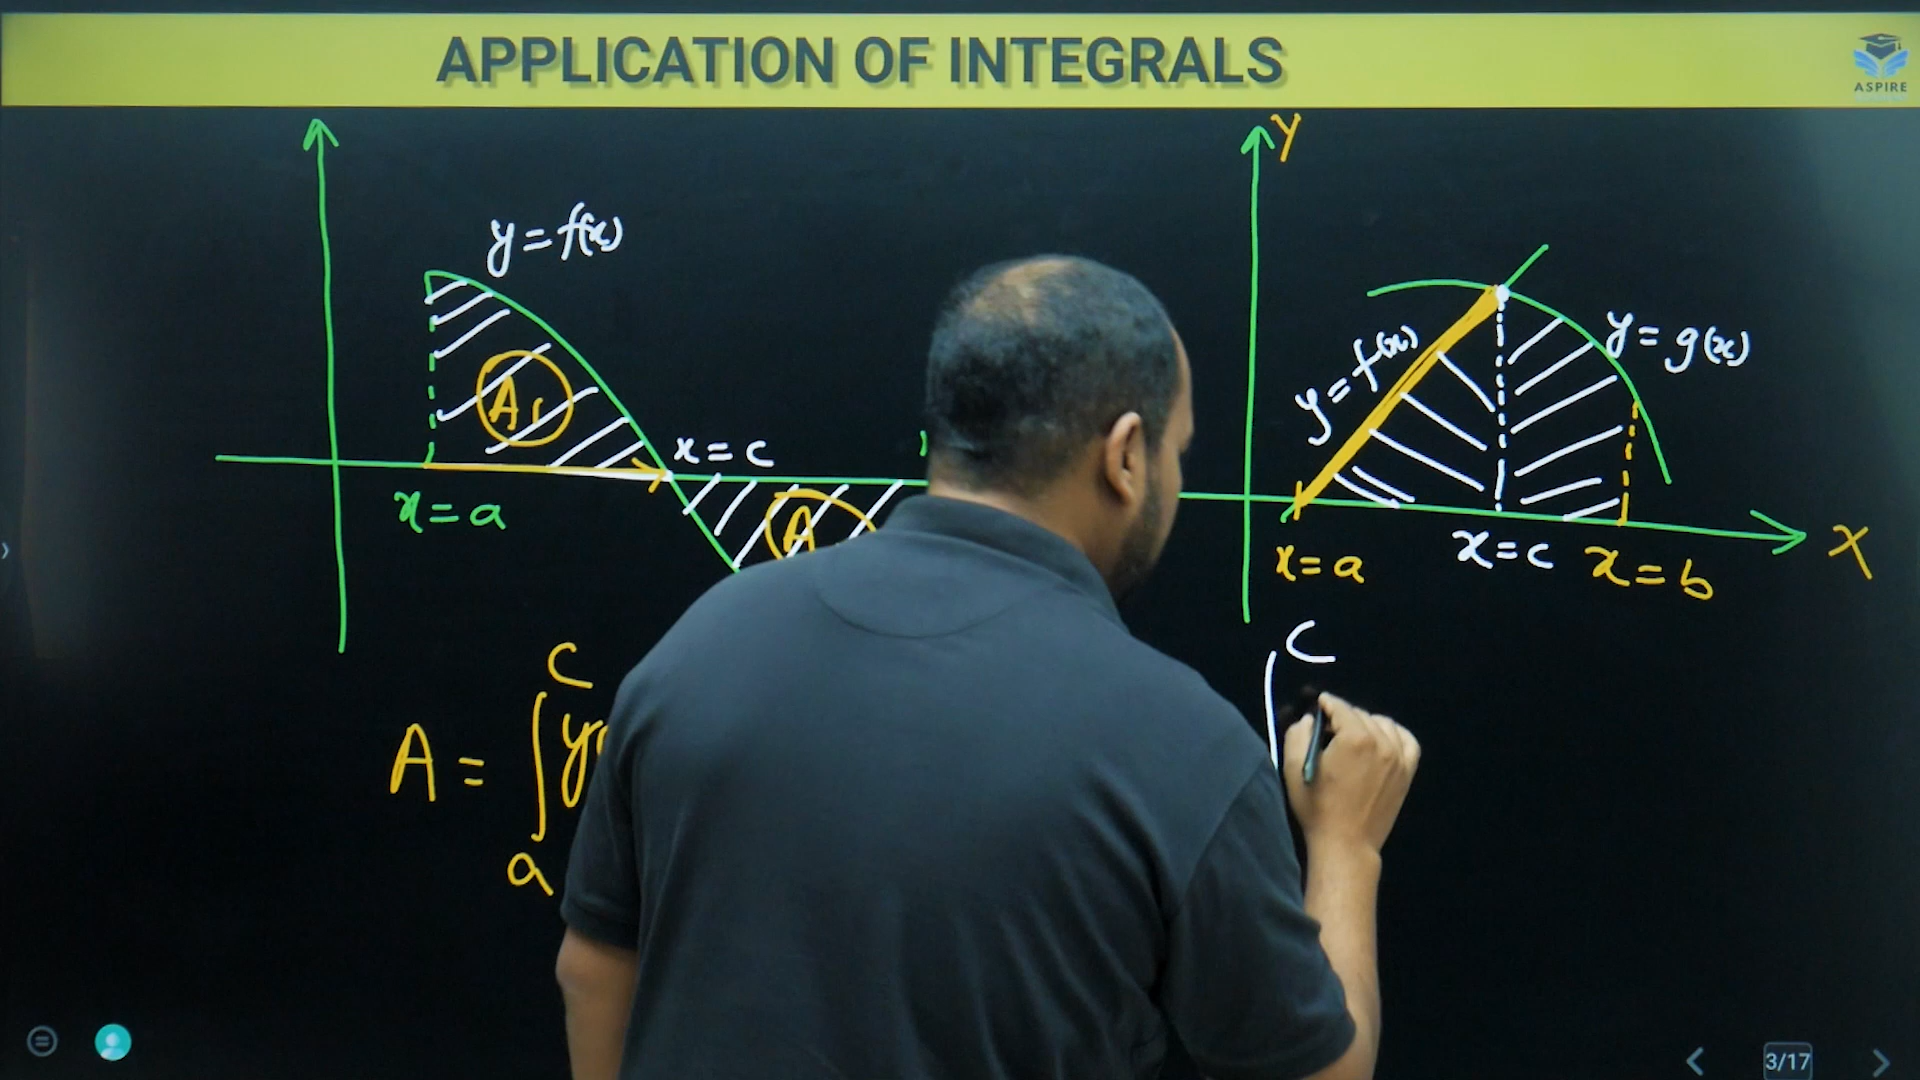 APPLICATION OF INTEGRALS
ASPIRE
y = f(x)
A₁
x = c
x = a
A
A = ∫ y
C
a
Y
y = f(x)
y = g(x)
x = a
x = c
x = b
X
C
3/17